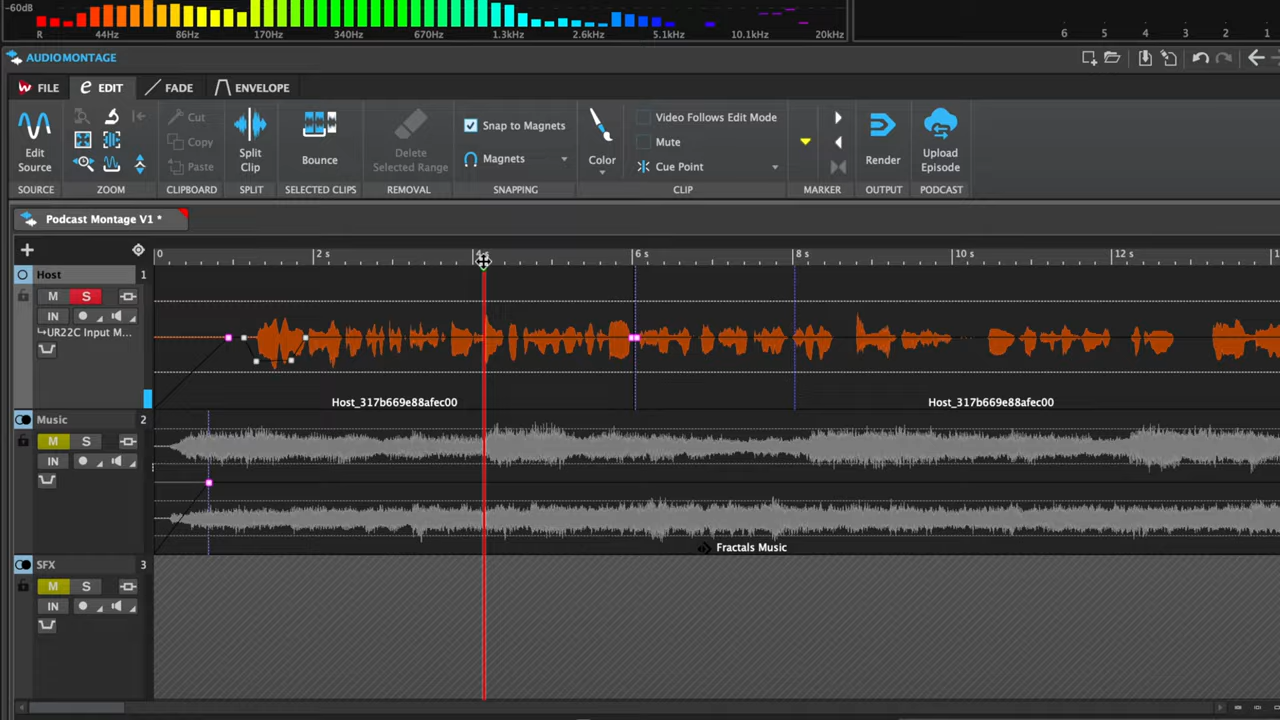 -60dB
R 44Hz 86Hz 170Hz 340Hz 670Hz 1.3kHz 2.6kHz 5.1kHz 10.1kHz 20kHz
6 5 4 3 2 1
AUDIO MONTAGE
FILE EDIT FADE ENVELOPE
Cut
Copy
Paste
Edit
Source
Split
Clip
Bounce
Delete
Selected Range
Snap to Magnets
Magnets
Color
Video Follows Edit Mode
Mute
Cue Point
Render
Upload
Episode
SOURCE ZOOM CLIPBOARD SPLIT SELECTED CLIPS REMOVAL SNAPPING CLIP MARKER OUTPUT PODCAST
Podcast Montage V1 *
0 2 s 6 s 8 s 10 s 12 s
Host 1
M S
IN
UR22C Input M...
Host_317b669e88afec00 Host_317b669e88afec00
Music 2
M S
IN
Fractals Music
SFX 3
M S
IN